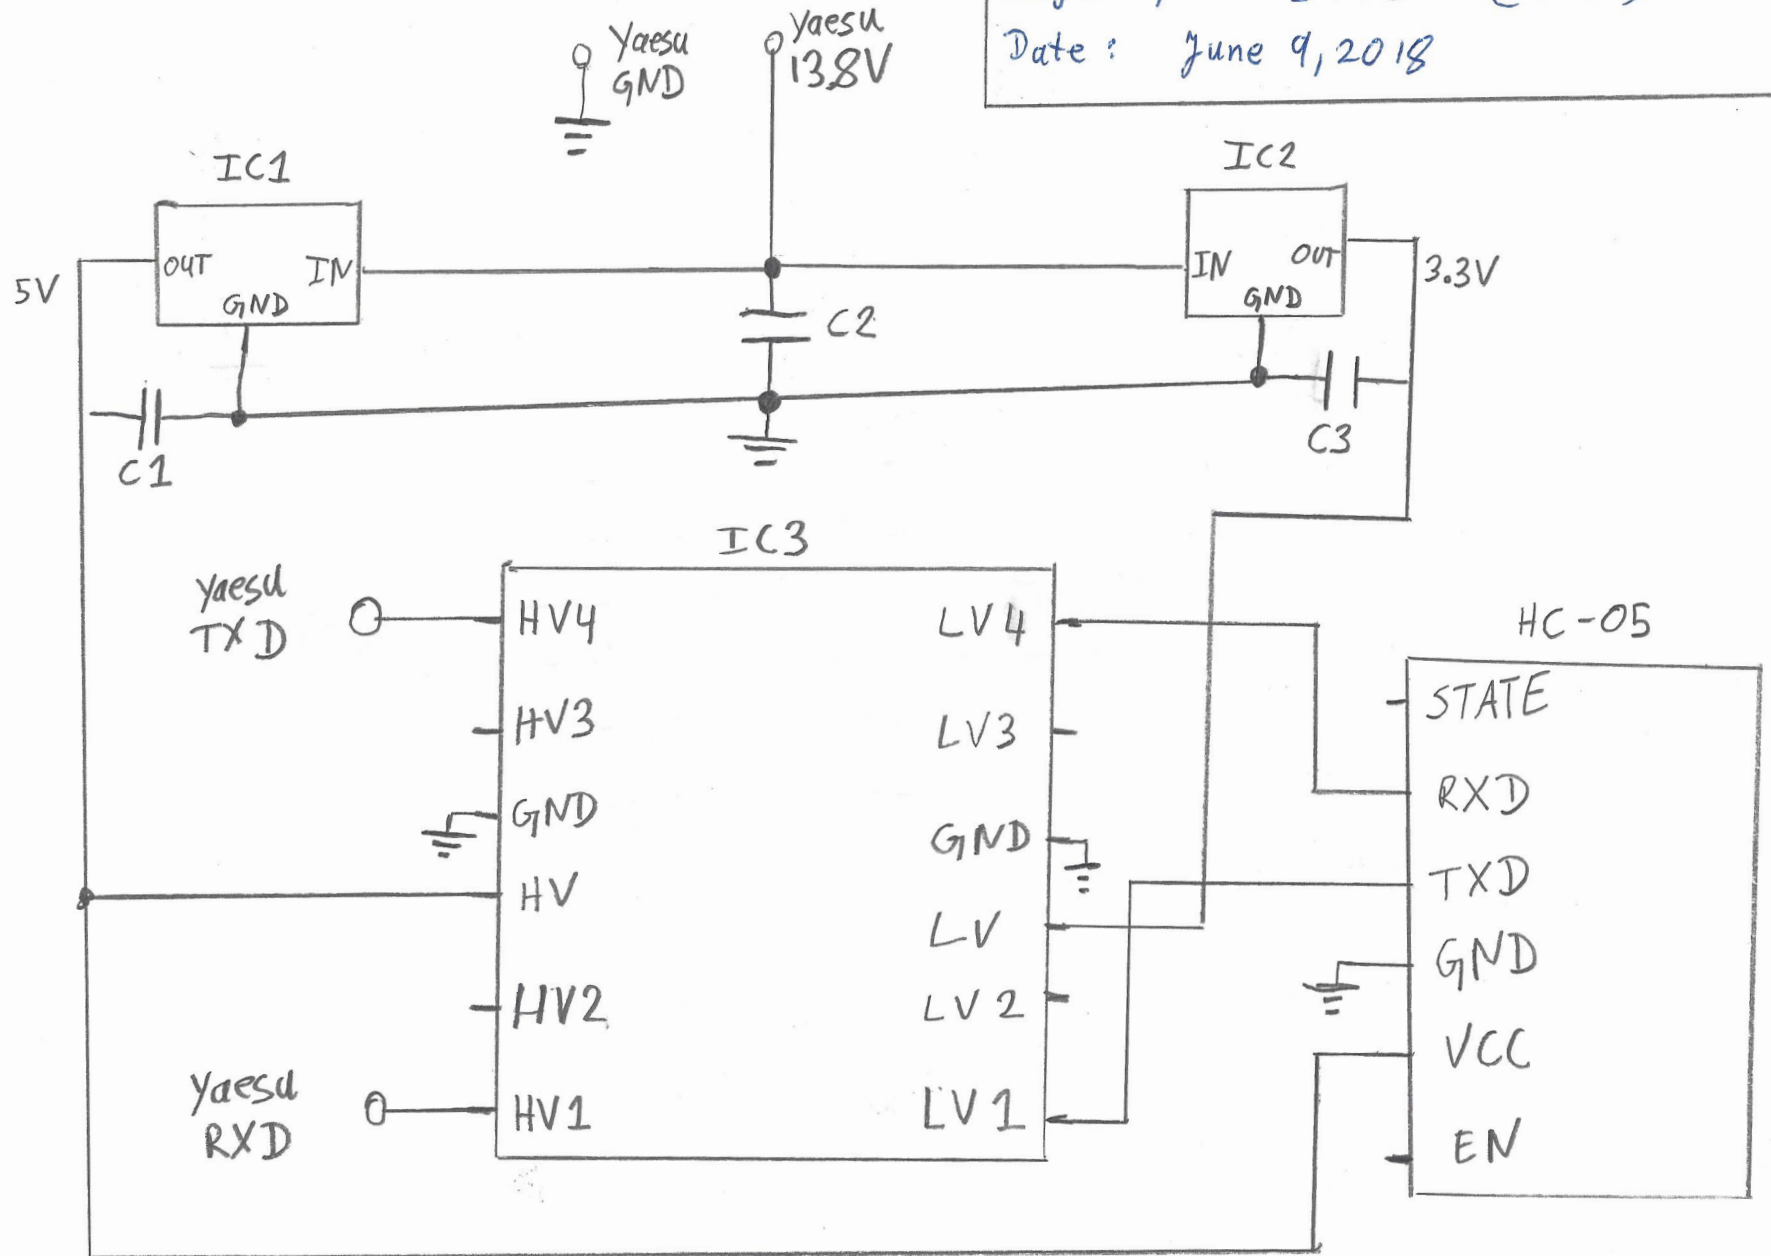 Yaesu
GND
Yaesu
13.8V
Date : June 9, 2018
IC1
OUT
IN
GND
5V
IC2
IN
OUT
GND
3.3V
C2
C1
C3
IC3
Yaesu
TXD
HV4
HV3
GND
HV
HV2
HV1
Yaesu
RXD
LV4
LV3
GND
LV
LV2
LV1
HC-05
STATE
RXD
TXD
GND
VCC
EN